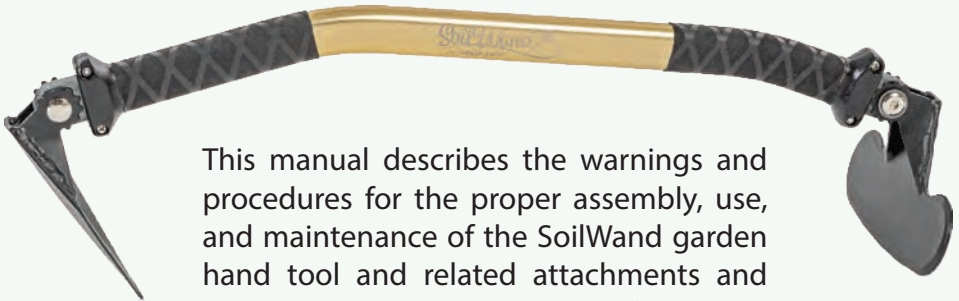 SoilWand
This manual describes the warnings and
procedures for the proper assembly, use,
and maintenance of the SoilWand garden
hand tool and related attachments and